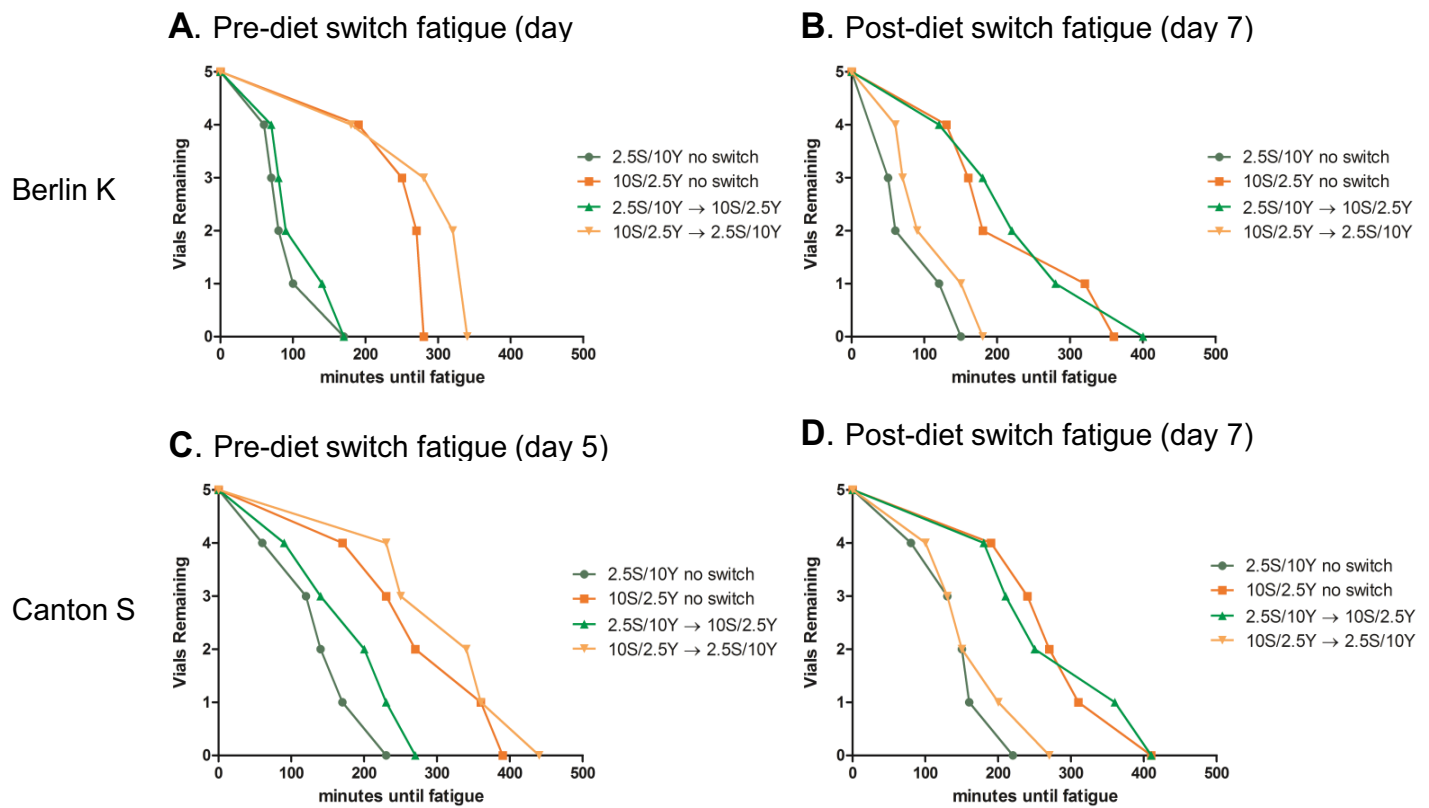 A. Pre-diet switch fatigue (day
B. Post-diet switch fatigue (day 7)
Berlin K
Vials Remaining
5
4
3
2
1
0
0 100 200 300 400 500
minutes until fatigue
2.5S/10Y no switch
10S/2.5Y no switch
2.5S/10Y → 10S/2.5Y
10S/2.5Y → 2.5S/10Y
Vials Remaining
5
4
3
2
1
0
0 100 200 300 400 500
minutes until fatigue
2.5S/10Y no switch
10S/2.5Y no switch
2.5S/10Y → 10S/2.5Y
10S/2.5Y → 2.5S/10Y
C. Pre-diet switch fatigue (day 5)
D. Post-diet switch fatigue (day 7)
Canton S
Vials Remaining
5
4
3
2
1
0
0 100 200 300 400 500
minutes until fatigue
2.5S/10Y no switch
10S/2.5Y no switch
2.5S/10Y → 10S/2.5Y
10S/2.5Y → 2.5S/10Y
Vials Remaining
5
4
3
2
1
0
0 100 200 300 400 500
minutes until fatigue
2.5S/10Y no switch
10S/2.5Y no switch
2.5S/10Y → 10S/2.5Y
10S/2.5Y → 2.5S/10Y